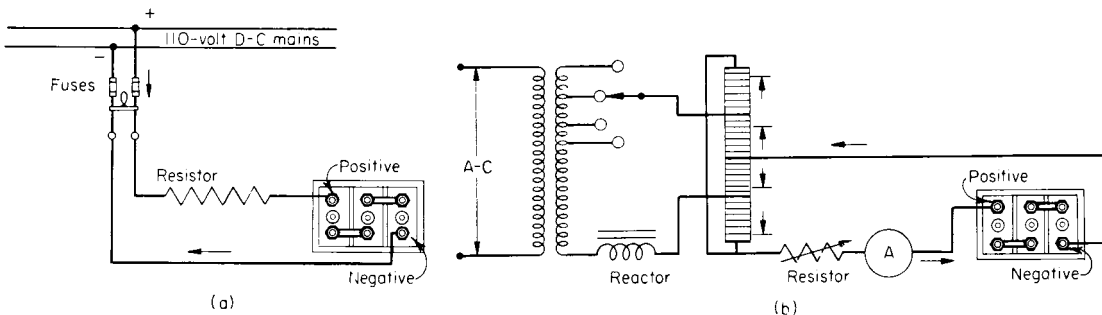 +
110-volt D-C mains
−
Fuses
Resistor
Positive
Negative
(a)
A-C
Reactor
Resistor
A
Positive
Negative
(b)